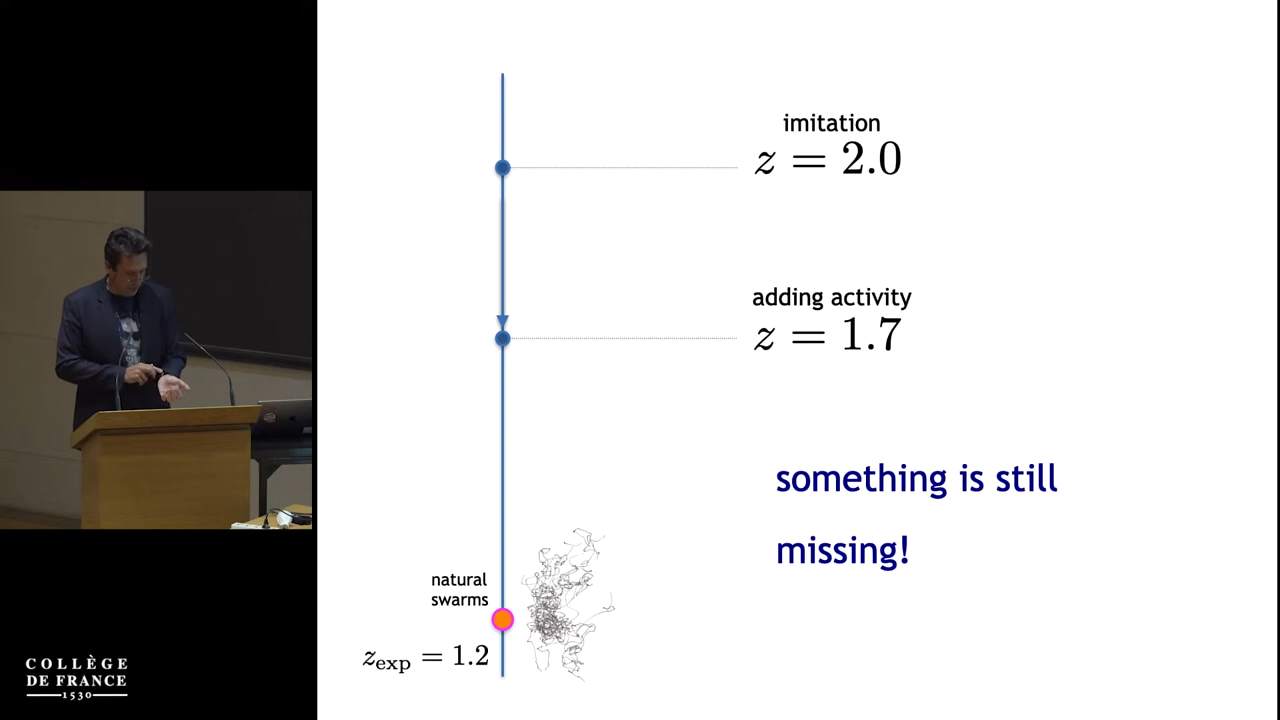 imitation
z = 2.0
adding activity
z = 1.7
something is still
missing!
natural
swarms
z_exp = 1.2
COLLÈGE
DE FRANCE
1530